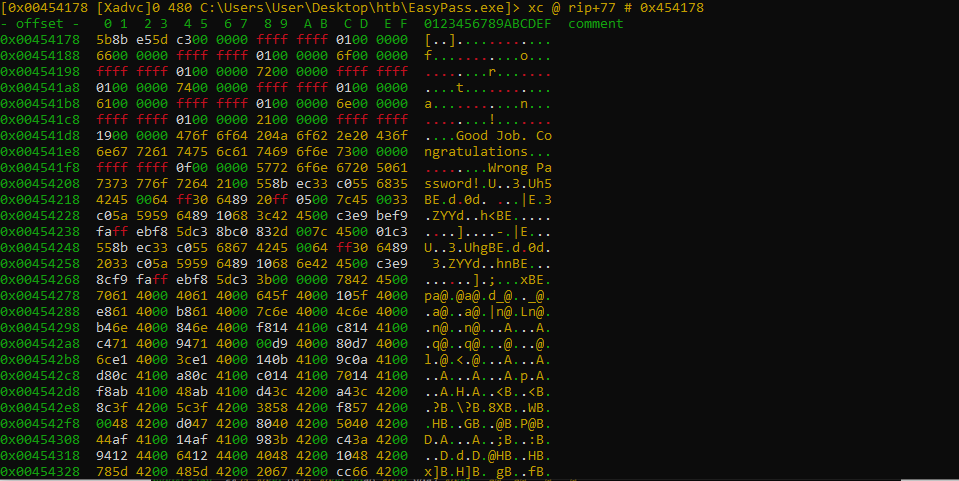 [0x00454178 [Xadvc]0 480 C:\Users\User\Desktop\htb\EasyPass.exe]> xc @ rip+77 # 0x454178
- offset -   0 1  2 3  4 5  6 7  8 9  A B  C D  E F  0123456789ABCDEF  comment
0x00454178  5b8b e55d c300 0000 ffff ffff 0100 0000  [..]............
0x00454188  6600 0000 ffff ffff 0100 0000 6f00 0000  f...........o...
0x00454198  ffff ffff 0100 0000 7200 0000 ffff ffff  ........r.......
0x004541a8  0100 0000 7400 0000 ffff ffff 0100 0000  ....t...........
0x004541b8  6100 0000 ffff ffff 0100 0000 6e00 0000  a...........n...
0x004541c8  ffff ffff 0100 0000 2100 0000 ffff ffff  ........!.......
0x004541d8  1900 0000 476f 6f64 204a 6f62 2e20 436f  ....Good Job. Co
0x004541e8  6e67 7261 7475 6c61 7469 6f6e 7300 0000  ngratulations...
0x004541f8  ffff ffff 0f00 0000 5772 6f6e 6720 5061  ........Wrong Pa
0x00454208  7373 776f 7264 2100 558b ec33 c055 6835  ssword!.U..3.Uh5
0x00454218  4245 0064 ff30 6489 20ff 0500 7c45 0033  BE.d.0d. ...|E.3
0x00454228  c05a 5959 6489 1068 3c42 4500 c3e9 bef9  .ZYYd..h<BE.....
0x00454238  faff ebf8 5dc3 8bc0 832d 007c 4500 01c3  ....]....-.|E...
0x00454248  558b ec33 c055 6867 4245 0064 ff30 6489  U..3.UhgBE.d.0d.
0x00454258  2033 c05a 5959 6489 1068 6e42 4500 c3e9   3.ZYYd..hnBE...
0x00454268  8cf9 faff ebf8 5dc3 3b00 0000 7842 4500  ......].;...xBE.
0x00454278  7061 4000 4061 4000 645f 4000 105f 4000  pa@.@a@.d_@.._@.
0x00454288  e861 4000 b861 4000 7c6e 4000 4c6e 4000  .a@..a@.|n@.Ln@.
0x00454298  b46e 4000 846e 4000 f814 4100 c814 4100  .n@..n@...A...A.
0x004542a8  c471 4000 9471 4000 00d9 4000 80d7 4000  .q@..q@...@...@.
0x004542b8  6ce1 4000 3ce1 4000 140b 4100 9c0a 4100  l.@.<.@...A...A.
0x004542c8  d80c 4100 a80c 4100 c014 4100 7014 4100  ..A...A...A.p.A.
0x004542d8  f8ab 4100 48ab 4100 d43c 4200 a43c 4200  ..A.H.A..<B..<B.
0x004542e8  8c3f 4200 5c3f 4200 3858 4200 f857 4200  .?B.\?B.8XB..WB.
0x004542f8  0048 4200 d047 4200 8040 4200 5040 4200  .HB..GB..@B.P@B.
0x00454308  44af 4100 14af 4100 983b 4200 c43a 4200  D.A...A..;B..:B.
0x00454318  9412 4400 6412 4400 4048 4200 1048 4200  ..D.d.D.@HB..HB.
0x00454328  785d 4200 485d 4200 2067 4200 cc66 4200  x]B.H]B. gB..fB.